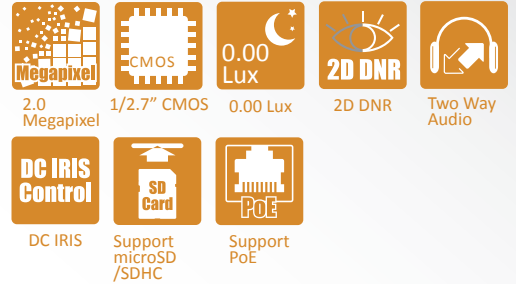 Megapixel
CMOS
0.00
Lux
2D DNR
2.0
Megapixel
1/2.7” CMOS
0.00 Lux
2D DNR
Two Way
Audio
DC IRIS
Control
SD
Card
PoE
DC IRIS
Support
microSD
/SDHC
Support
PoE